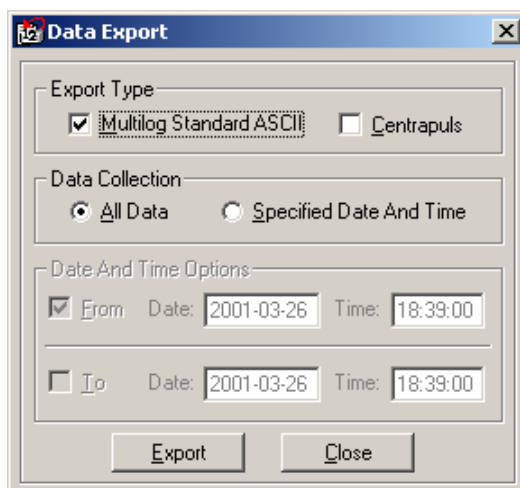 Data Export
Export Type
Multilog Standard ASCII Centrapuls
Data Collection
All Data Specified Date And Time
Date And Time Options
From Date: 2001-03-26 Time: 18:39:00
To Date: 2001-03-26 Time: 18:39:00
Export Close